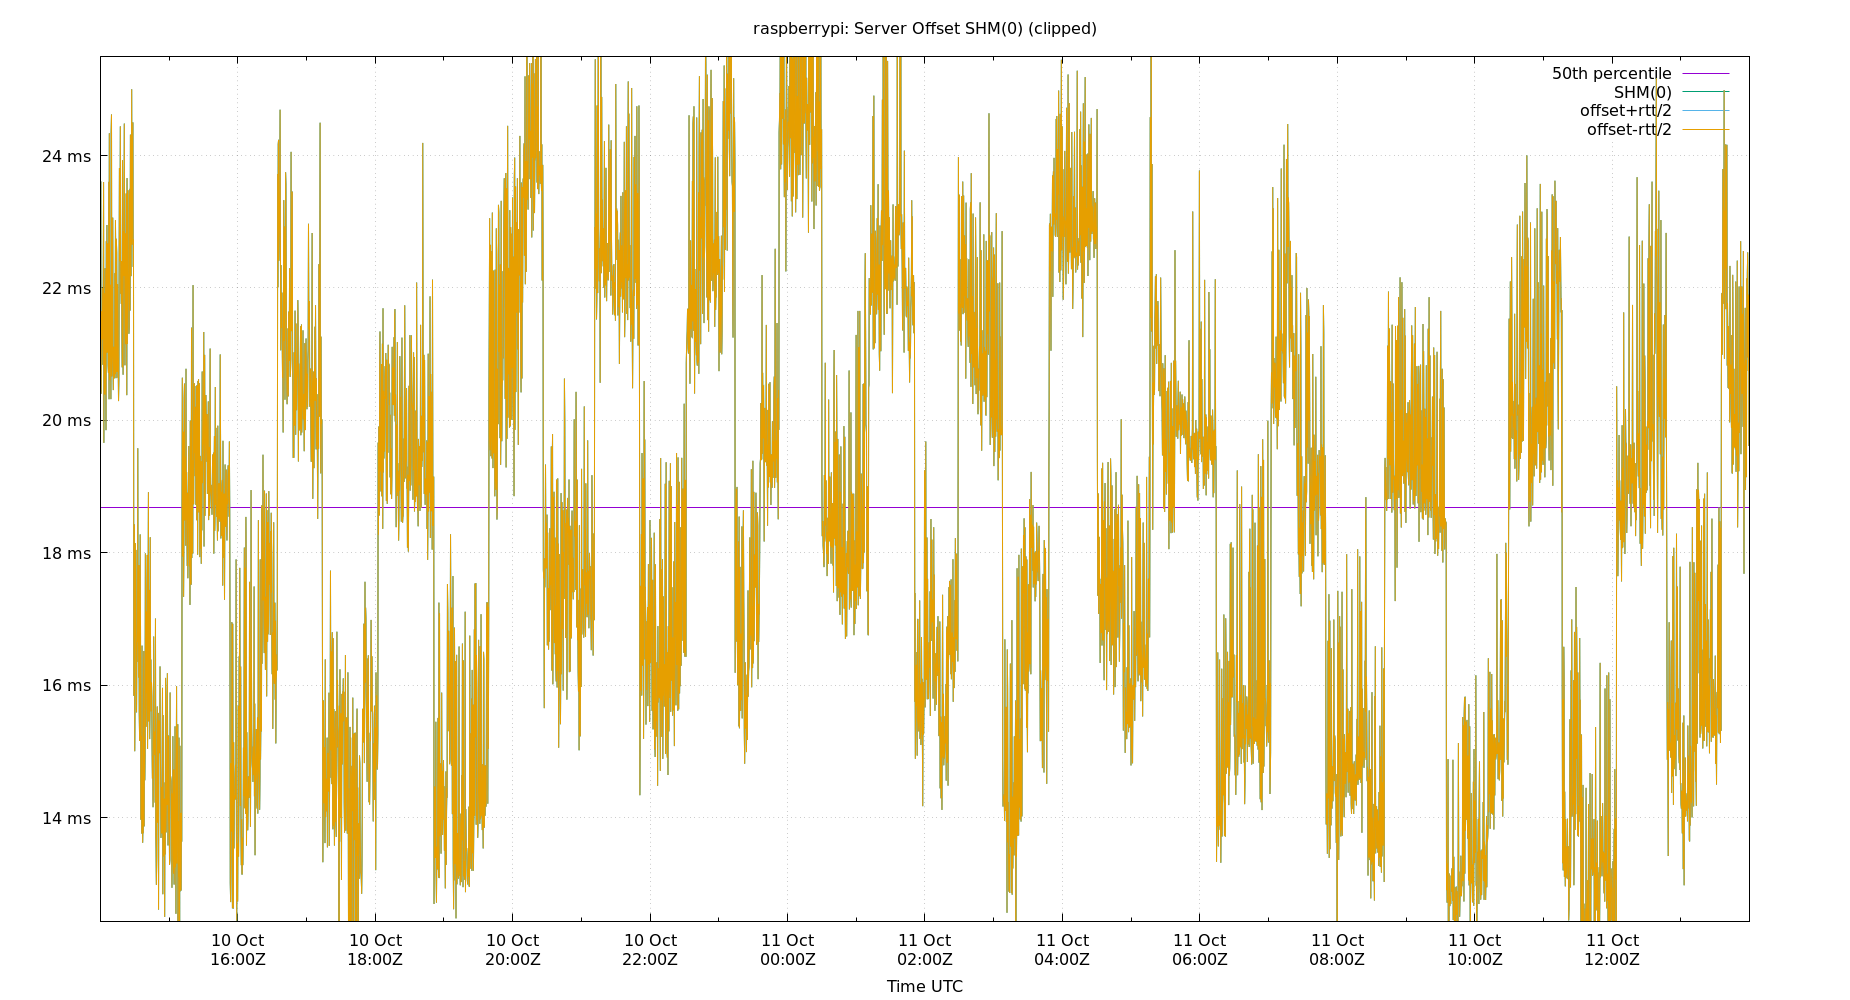 raspberrypi: Server Offset SHM(0) (clipped)
50th percentile
SHM(0)
offset+rtt/2
offset-rtt/2
24 ms
22 ms
20 ms
18 ms
16 ms
14 ms
10 Oct 10 Oct 10 Oct 10 Oct 11 Oct 11 Oct 11 Oct 11 Oct 11 Oct 11 Oct 11 Oct
16:00Z 18:00Z 20:00Z 22:00Z 00:00Z 02:00Z 04:00Z 06:00Z 08:00Z 10:00Z 12:00Z
Time UTC